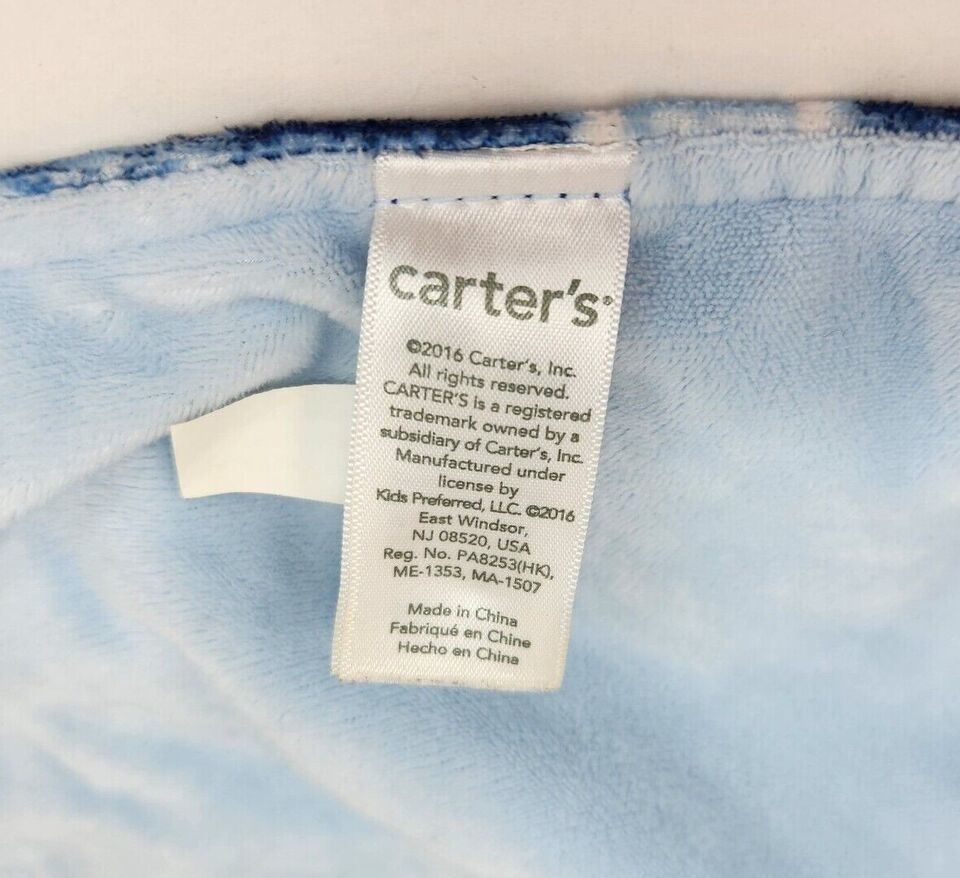 carter's®
©2016 Carter's, Inc.
All rights reserved.
CARTER'S is a registered
trademark owned by a
subsidiary of Carter's, Inc.
Manufactured under
license by
Kids Preferred, LLC. ©2016
East Windsor,
NJ 08520, USA
Reg. No. PA8253(HK),
ME-1353, MA-1507
Made in China
Fabriqué en Chine
Hecho en China